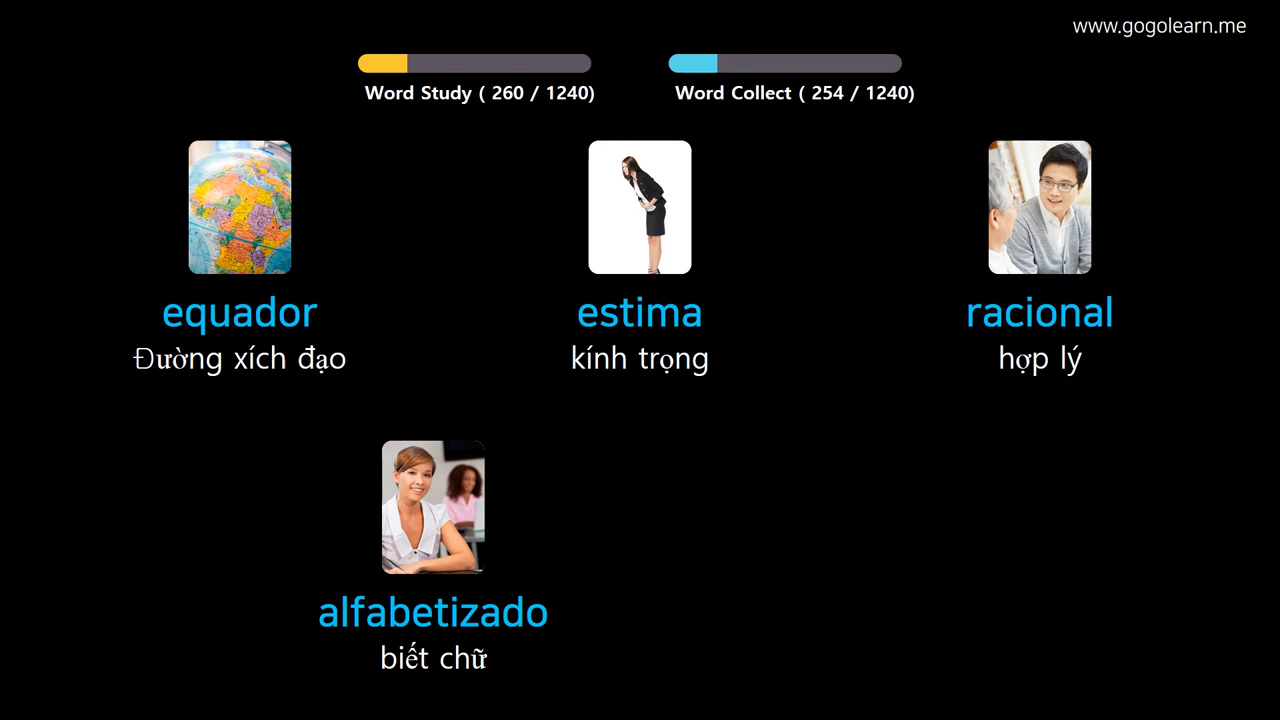 www.gogolearn.me
Word Study ( 260 / 1240)
Word Collect ( 254 / 1240)
equador
Đường xích đạo
estima
kính trọng
racional
hợp lý
alfabetizado
biết chữ